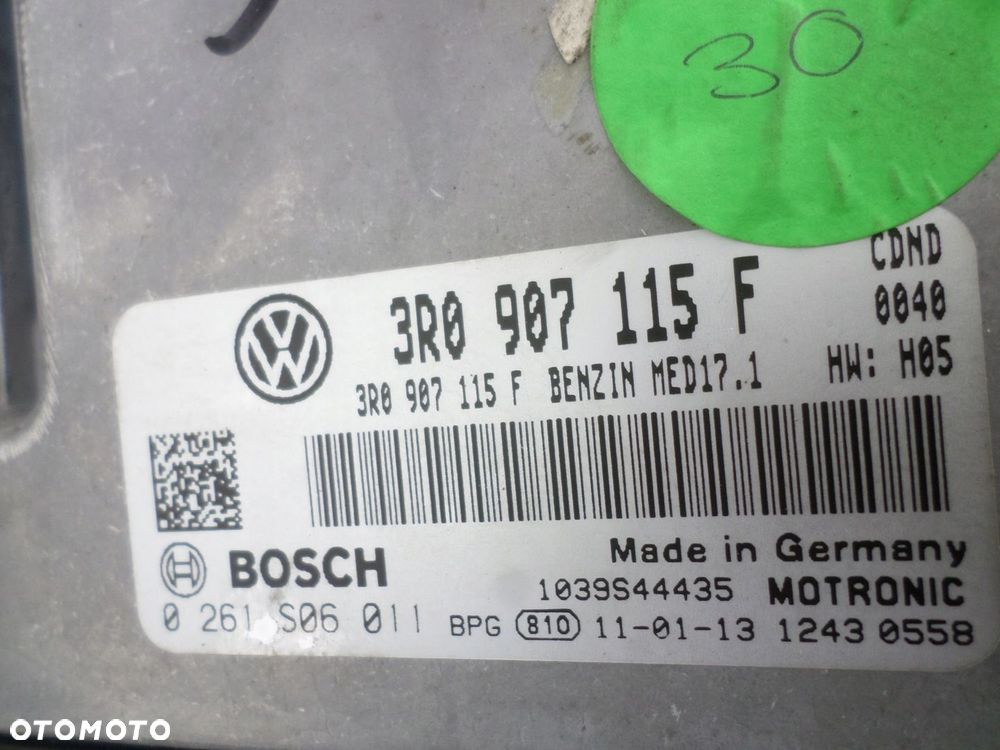 30
CDND
3R0 907 115 F
0040
3R0 907 115 F BENZIN MED17.1
HW: H05
BOSCH
Made in Germany
1039S44435 MOTRONIC
0 261 S06 011 BPG 810 11-01-13 1243 0558
OTOMOTO